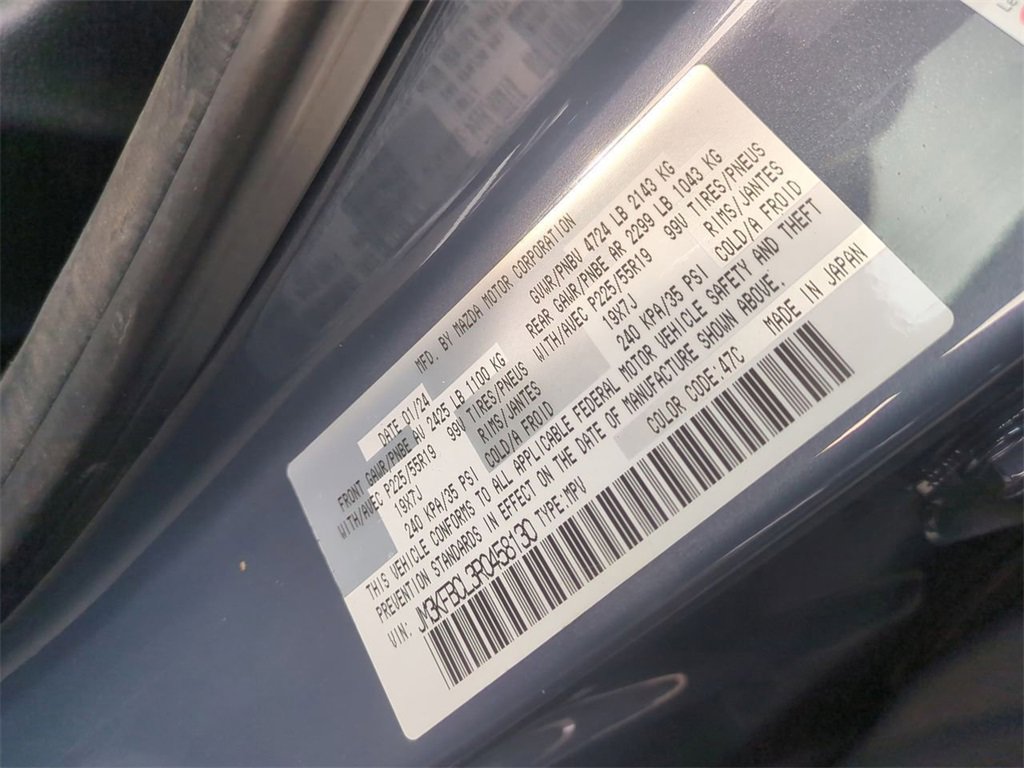 MFD. BY MAZDA MOTOR CORPORATION
DATE 01/24 GVWR/PNBV 4724 LB 2143 KG
FRONT GAWR/PNBE AV 2425 LB 1100 KG REAR GAWR/PNBE AR 2299 LB 1043 KG
WITH/AVEC P225/55R19 99V TIRES/PNEUS WITH/AVEC P225/55R19 99V TIRES/PNEUS
19X7J RIMS/JANTES 19X7J RIMS/JANTES
240 KPA/35 PSI COLD/A FROID 240 KPA/35 PSI COLD/A FROID
THIS VEHICLE CONFORMS TO ALL APPLICABLE FEDERAL MOTOR VEHICLE SAFETY AND THEFT
PREVENTION STANDARDS IN EFFECT ON THE DATE OF MANUFACTURE SHOWN ABOVE.
VIN: JM3KFBCL3R0458130 TYPE:MPV COLOR CODE:47C MADE IN JAPAN